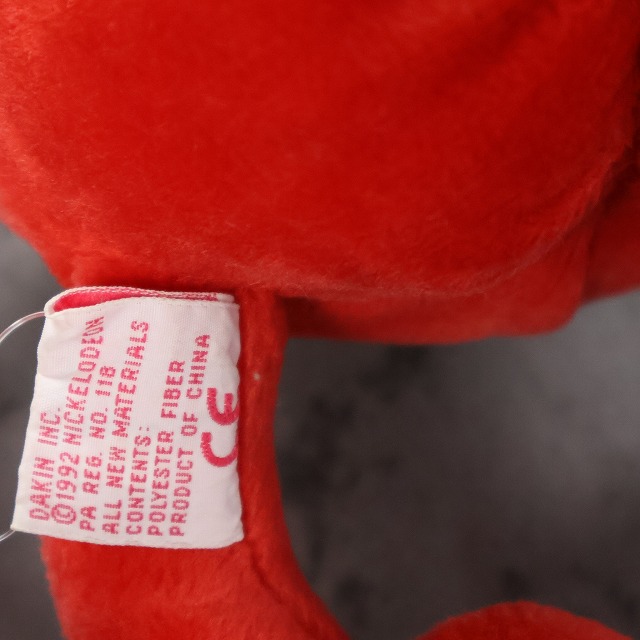 DAKIN INC.
©1992 NICKELODEON
PA REG. NO. 118
ALL NEW MATERIALS
CONTENTS:
POLYESTER FIBER
PRODUCT OF CHINA
CE